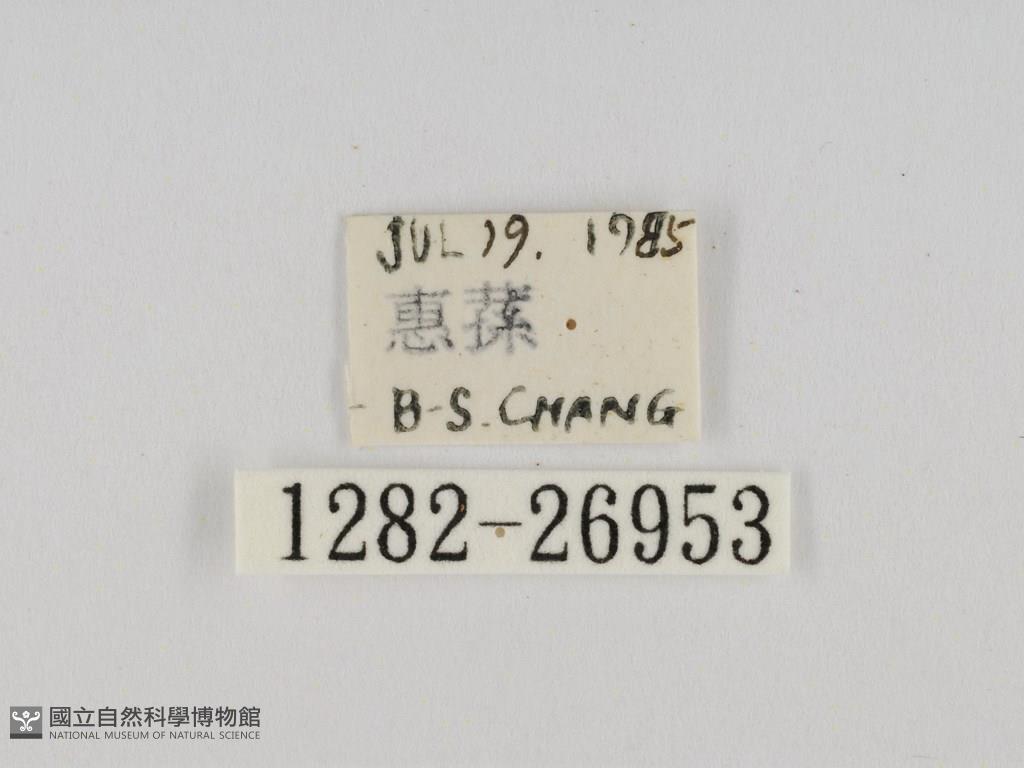 JUL 19. 1985
惠蓀
B-S. CHANG
1282-26953
國立自然科學博物館
NATIONAL MUSEUM OF NATURAL SCIENCE